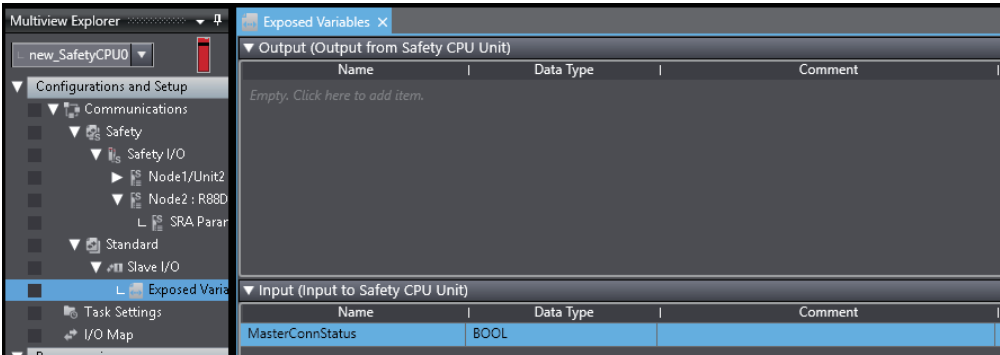 Multiview Explorer
new_SafetyCPU0
Configurations and Setup
Communications
Safety
Safety I/O
Node1/Unit2
Node2 : R88D
SRA Parar
Standard
Slave I/O
Exposed Varia
Task Settings
I/O Map
Exposed Variables
Output (Output from Safety CPU Unit)
Name Data Type Comment
Empty. Click here to add item.
Input (Input to Safety CPU Unit)
Name Data Type Comment
MasterConnStatus BOOL